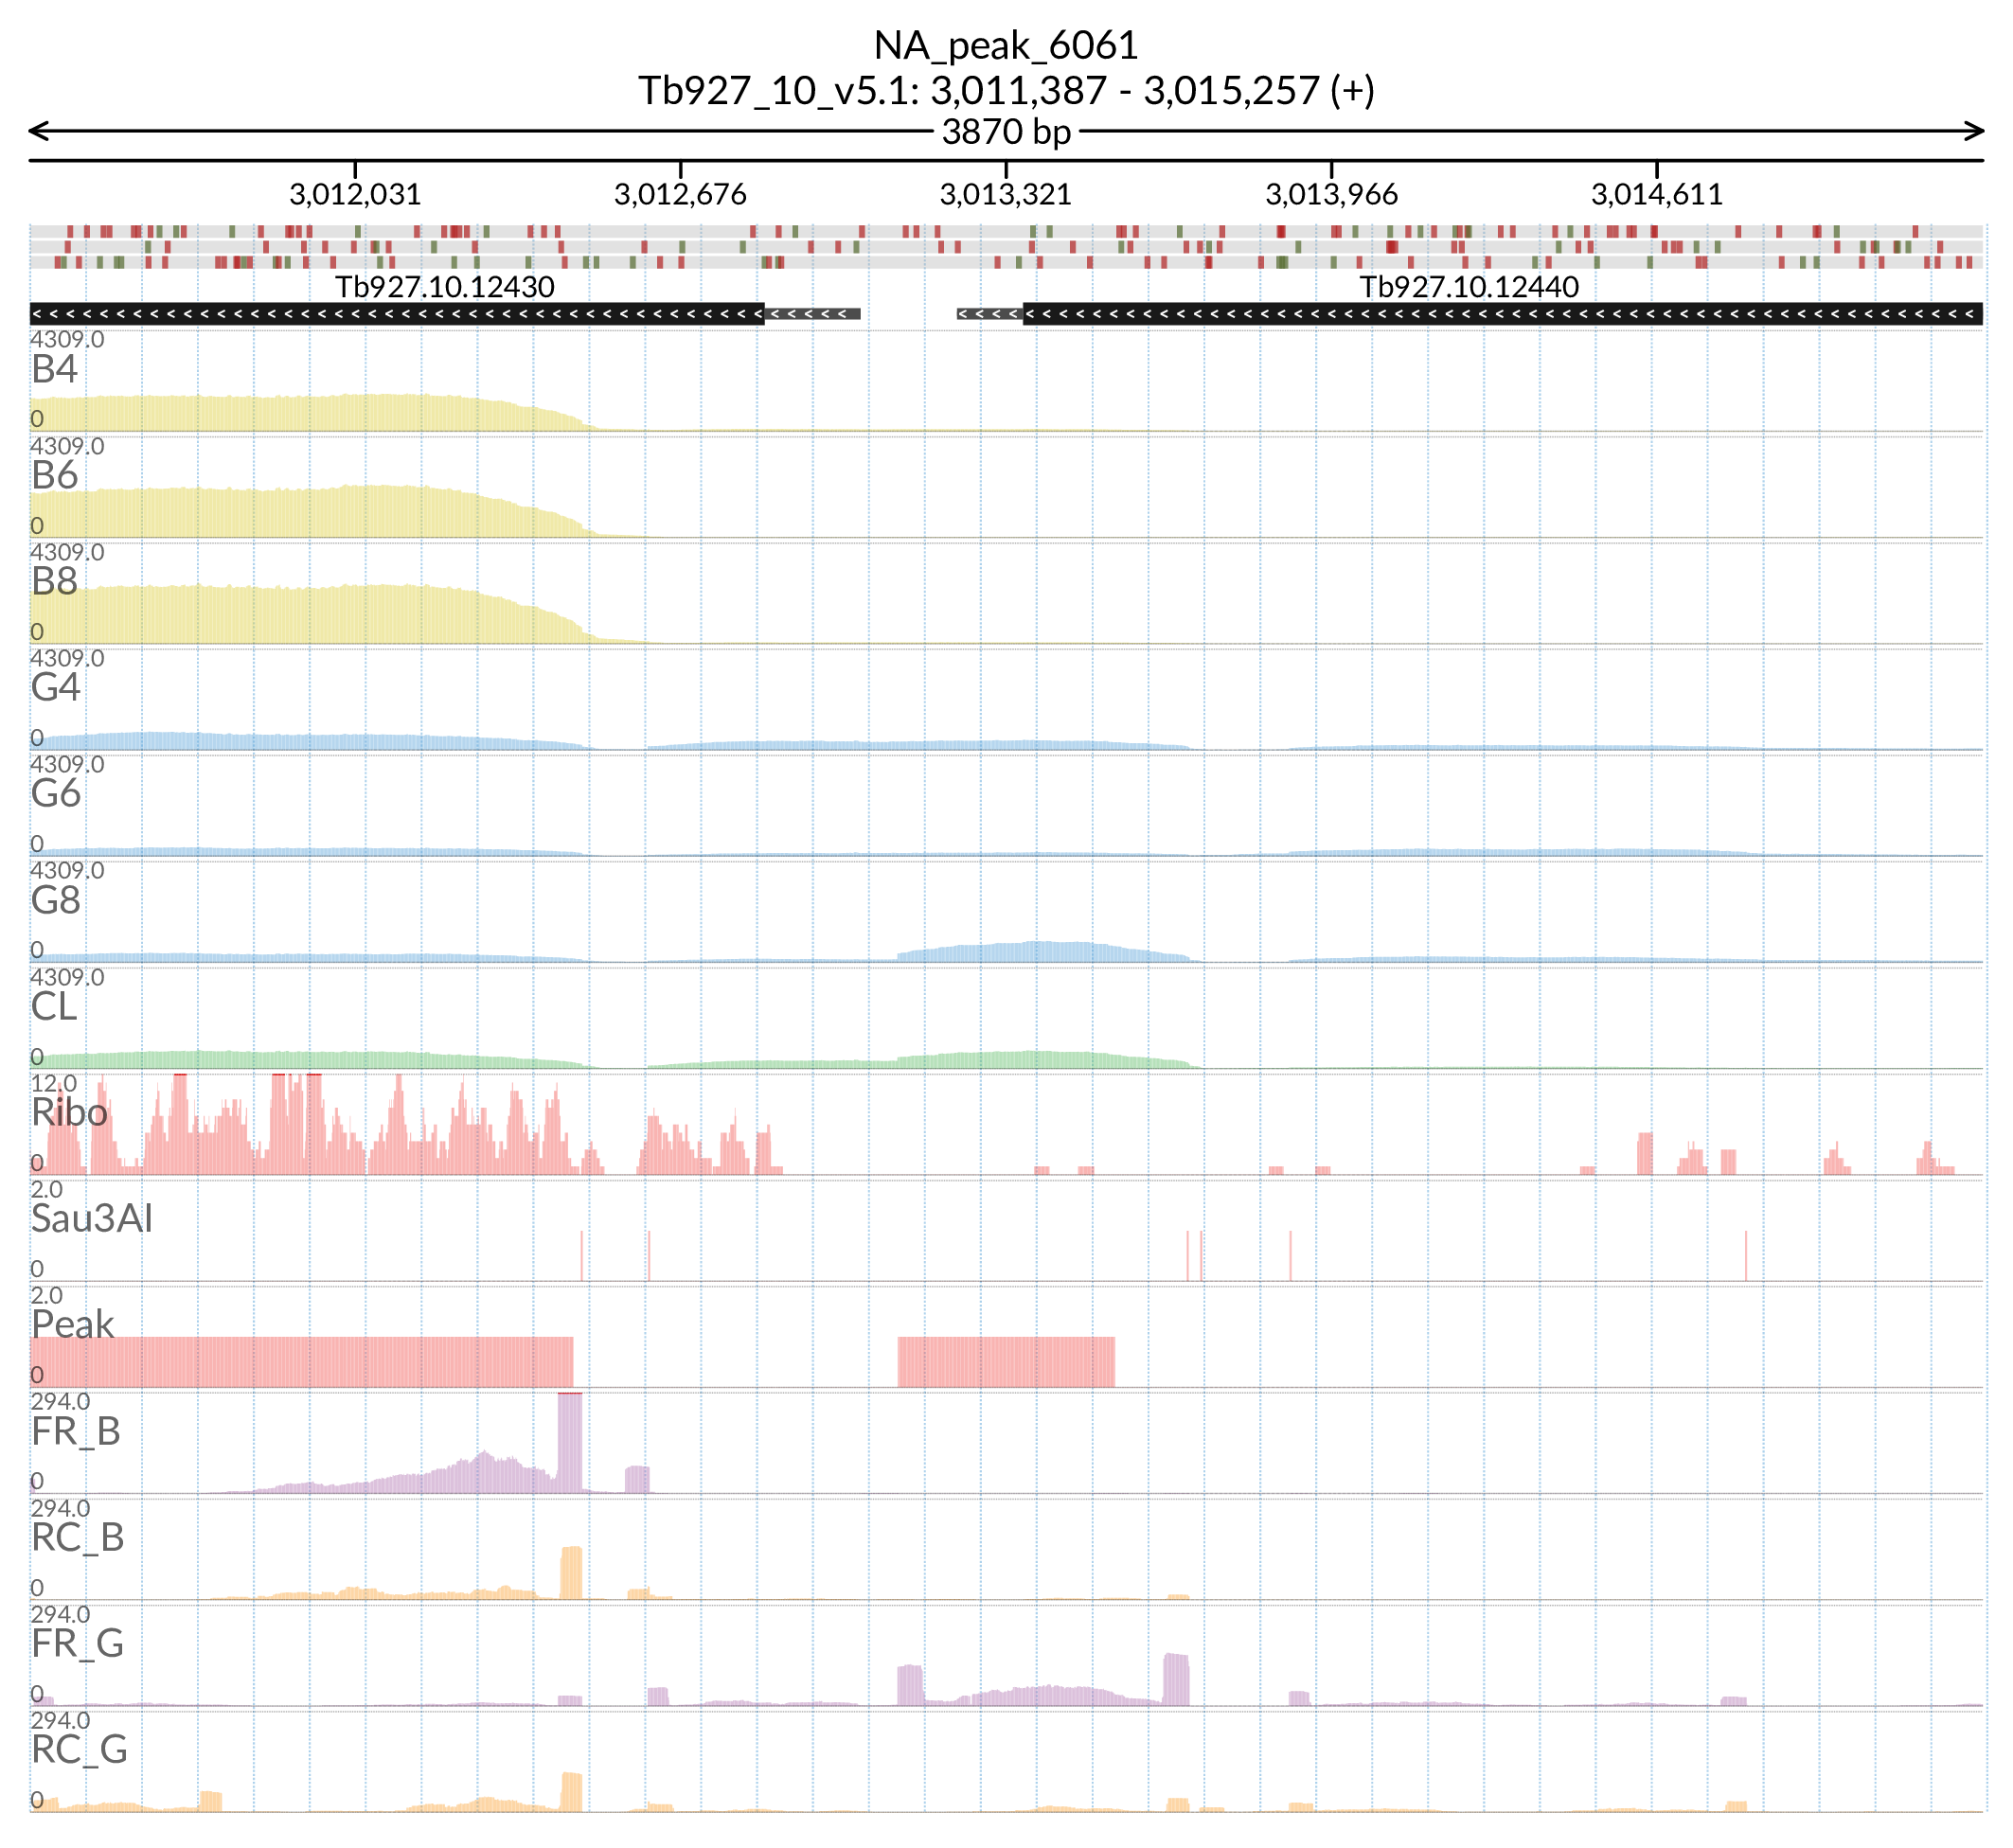 NA_peak_6061
Tb927_10_v5.1: 3,011,387 - 3,015,257 (+)
3870 bp
3,012,031 3,012,676 3,013,321 3,013,966 3,014,611
Tb927.10.12430 Tb927.10.12440
4309.0
B4
0
4309.0
B6
0
4309.0
B8
0
4309.0
G4
0
4309.0
G6
0
4309.0
G8
0
4309.0
CL
0
12.0
Ribo
0
2.0
Sau3AI
0
2.0
Peak
0
294.0
FR_B
0
294.0
RC_B
0
294.0
FR_G
0
294.0
RC_G
0